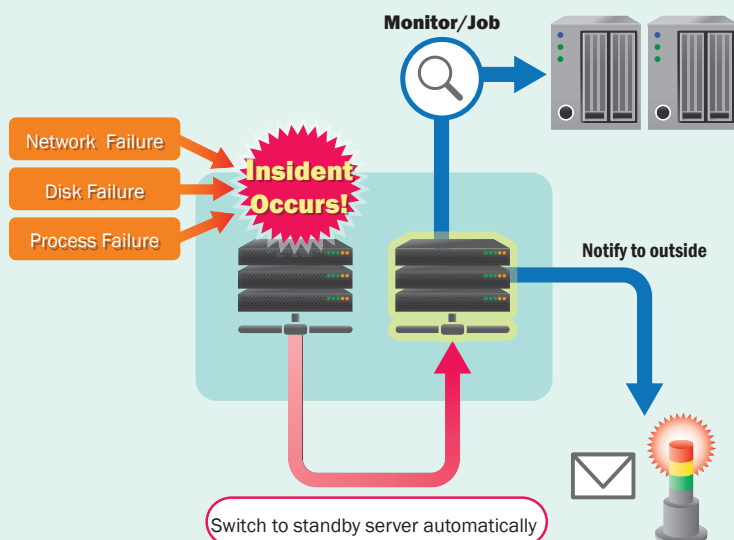 Monitor/Job
Network Failure
Disk Failure
Process Failure
Insident
Occurs!
Notify to outside
Switch to standby server automatically